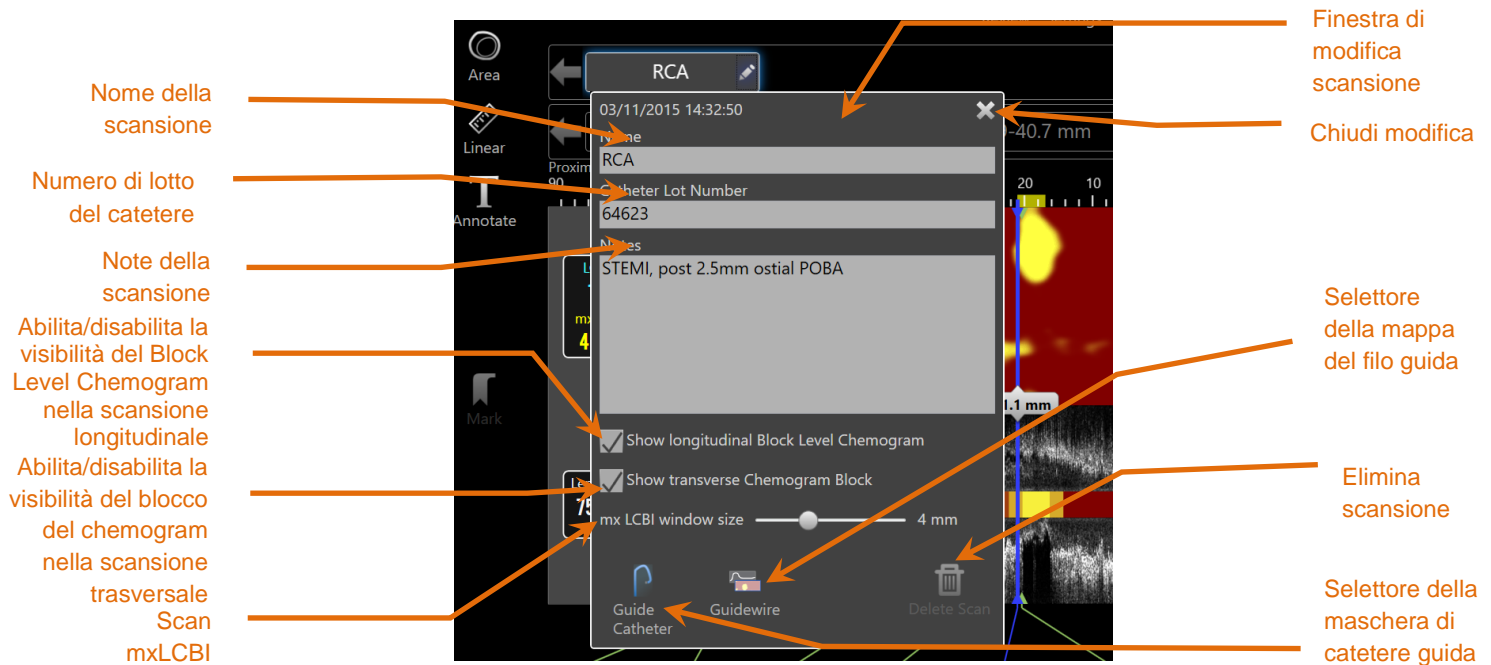 Nome della
scansione
Numero di lotto
del catetere
Note della
scansione
Abilita/disabilita la
visibilità del Block
Level Chemogram
nella scansione
longitudinale
Abilita/disabilita la
visibilità del blocco
del chemogram
nella scansione
trasversale
Scan
mxLCBI
Area
Linear
Annotate
Mark
RCA
-40.7 mm
Proxim
90
20
10
1.1 mm
03/11/2015 14:32:50
Name
RCA
Catheter Lot Number
64623
Notes
STEMI, post 2.5mm ostial POBA
Show longitudinal Block Level Chemogram
Show transverse Chemogram Block
mx LCBI window size
4 mm
Guide
Catheter
Guidewire
Delete Scan
Finestra di
modifica
scansione
Chiudi modifica
Selettore
della mappa
del filo guida
Elimina
scansione
Selettore della
maschera di
catetere guida